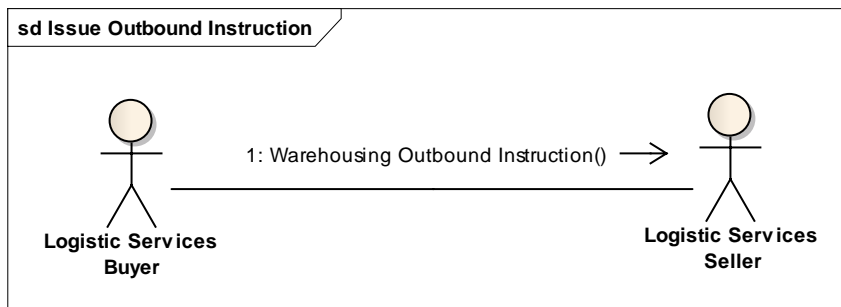 sd Issue Outbound Instruction
1: Warehousing Outbound Instruction()
Logistic Services
Buyer
Logistic Services
Seller